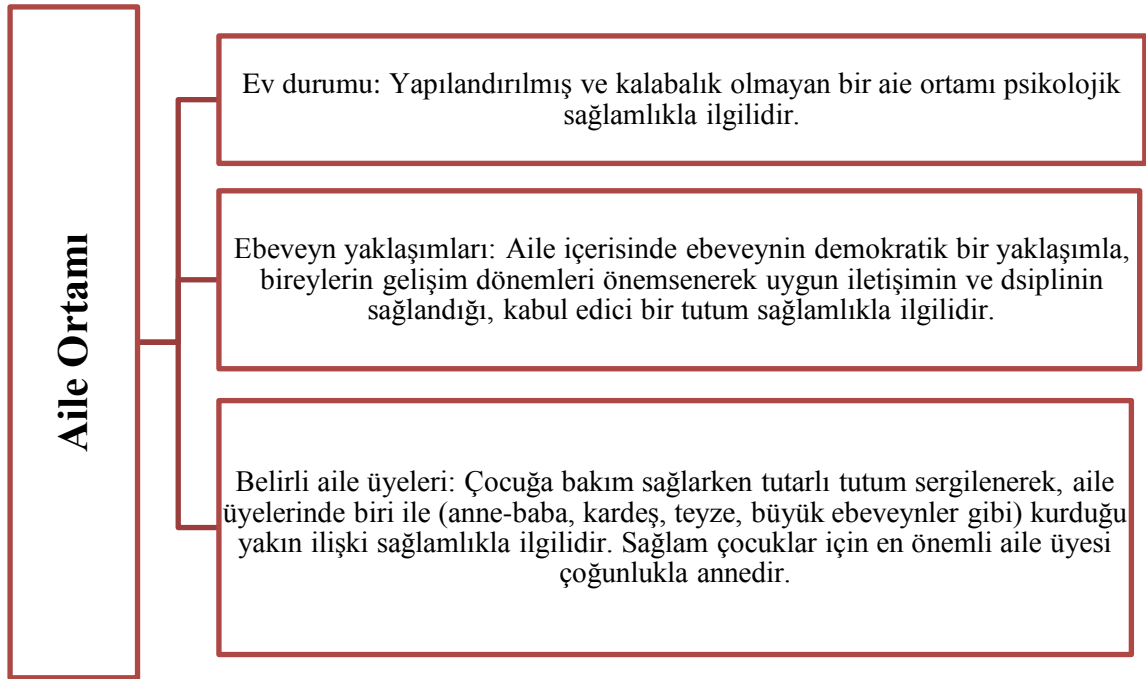 Aile Ortamı
Ev durumu: Yapılandırılmış ve kalabalık olmayan bir aie ortamı psikolojik
sağlamlıkla ilgilidir.
Ebeveyn yaklaşımları: Aile içerisinde ebeveynin demokratik bir yaklaşımla,
bireylerin gelişim dönemleri önemsenerek uygun iletişimin ve dsiplinin
sağlandığı, kabul edici bir tutum sağlamlıkla ilgilidir.
Belirli aile üyeleri: Çocuğa bakım sağlarken tutarlı tutum sergilenerek, aile
üyelerinde biri ile (anne-baba, kardeş, teyze, büyük ebeveynler gibi) kurduğu
yakın ilişki sağlamlıkla ilgilidir. Sağlam çocuklar için en önemli aile üyesi
çoğunlukla annedir.